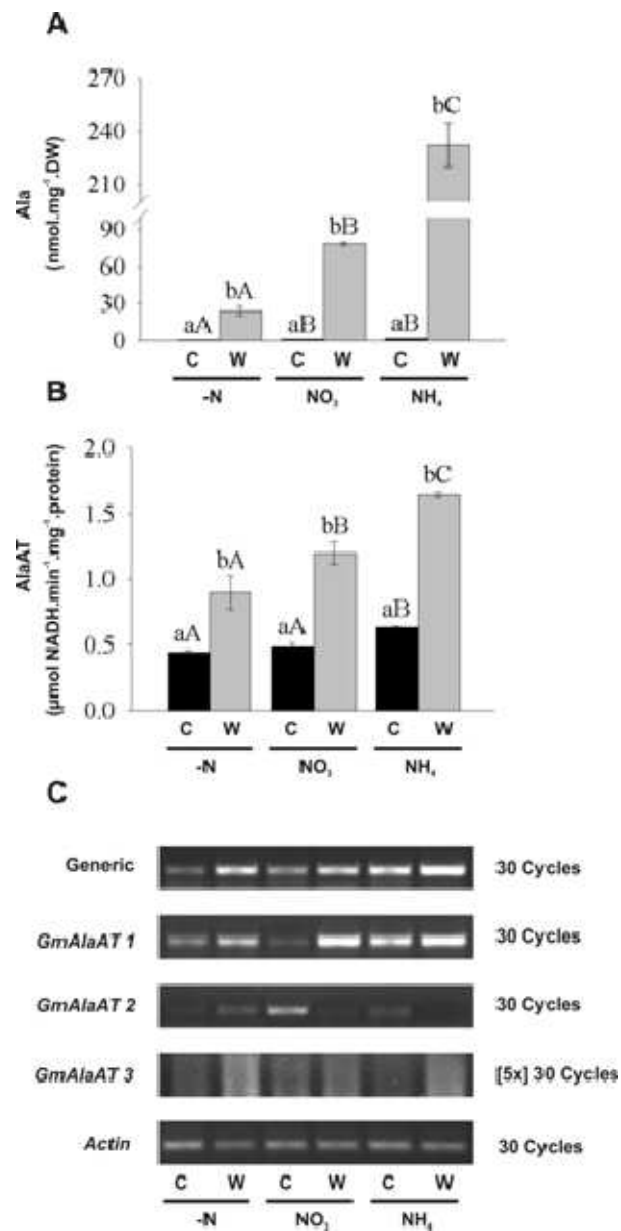 A
Ala
(nmol.mg⁻¹.DW)
270
240
210
90
60
30
0
aA bA aB bB aB bC
C W C W C W
-N NO₃ NH₄
B
AlaAT
(µmol NADH.min⁻¹.mg⁻¹.protein)
2.0
1.5
1.0
0.5
0.0
aA bA aA bB aB bC
C W C W C W
-N NO₃ NH₄
C
Generic 30 Cycles
GmAlaAT 1 30 Cycles
GmAlaAT 2 30 Cycles
GmAlaAT 3 [5x] 30 Cycles
Actin 30 Cycles
C W C W C W
-N NO₃ NH₄